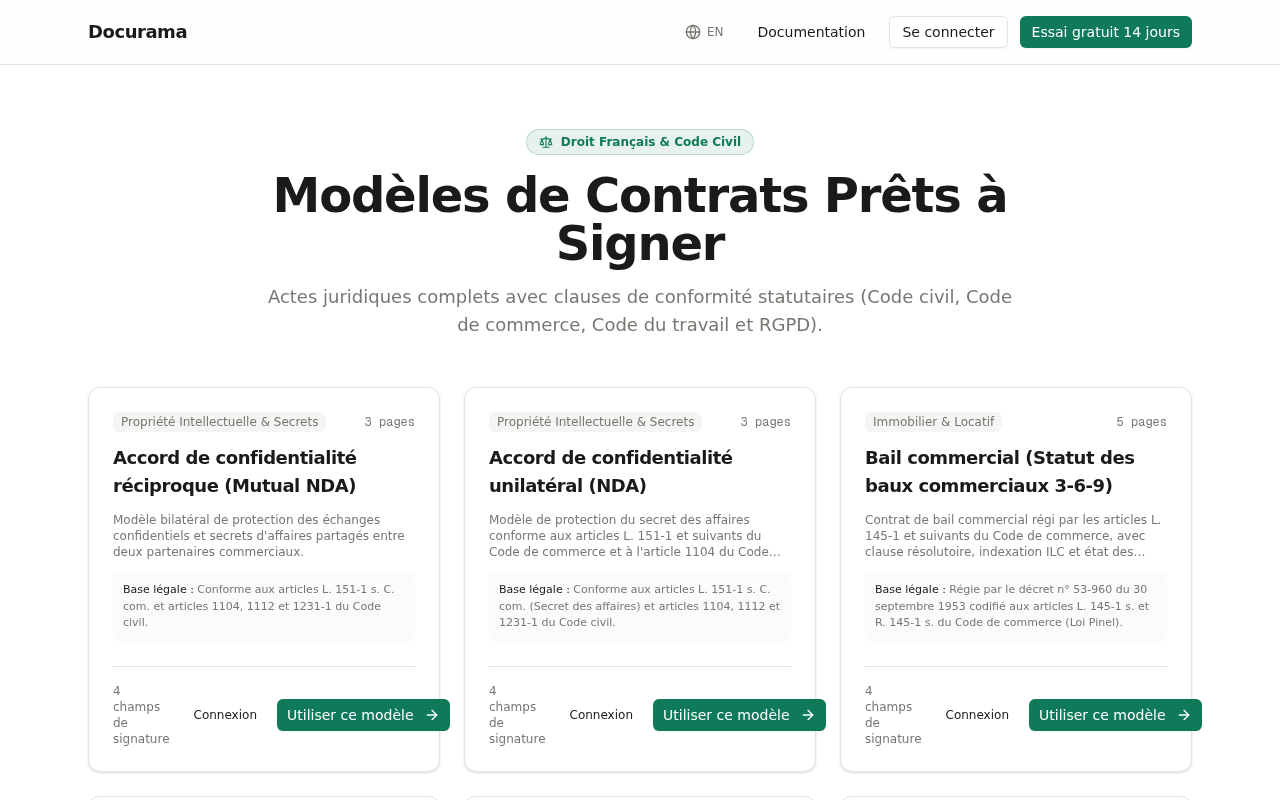 Docurama
EN
Documentation
Se connecter
Essai gratuit 14 jours
Droit Français & Code Civil
Modèles de Contrats Prêts à
Signer
Actes juridiques complets avec clauses de conformité statutaires (Code civil, Code
de commerce, Code du travail et RGPD).
Propriété Intellectuelle & Secrets
3 pages
Accord de confidentialité
réciproque (Mutual NDA)
Modèle bilatéral de protection des échanges
confidentiels et secrets d'affaires partagés entre
deux partenaires commerciaux.
Base légale : Conforme aux articles L. 151-1 s. C.
com. et articles 1104, 1112 et 1231-1 du Code
civil.
4
champs
de
signature
Connexion
Utiliser ce modèle
Propriété Intellectuelle & Secrets
3 pages
Accord de confidentialité
unilatéral (NDA)
Modèle de protection du secret des affaires
conforme aux articles L. 151-1 et suivants du
Code de commerce et à l'article 1104 du Code…
Base légale : Conforme aux articles L. 151-1 s. C.
com. (Secret des affaires) et articles 1104, 1112 et
1231-1 du Code civil.
4
champs
de
signature
Connexion
Utiliser ce modèle
Immobilier & Locatif
5 pages
Bail commercial (Statut des
baux commerciaux 3-6-9)
Contrat de bail commercial régi par les articles L.
145-1 et suivants du Code de commerce, avec
clause résolutoire, indexation ILC et état des…
Base légale : Régie par le décret n° 53-960 du 30
septembre 1953 codifié aux articles L. 145-1 s. et
R. 145-1 s. du Code de commerce (Loi Pinel).
4
champs
de
signature
Connexion
Utiliser ce modèle